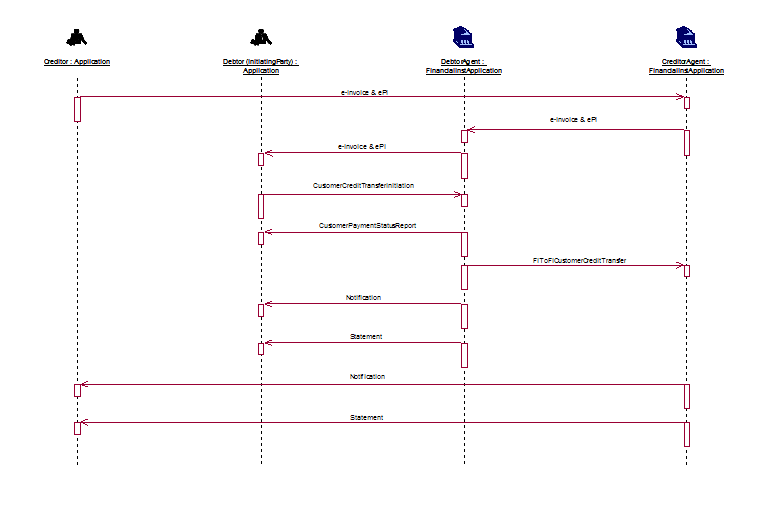 Creditor : Application
Debtor (InitiatingParty) :
Application
DebtorAgent :
FinancialInstApplication
CreditorAgent :
FinancialInstApplication
e-invoice & ePI
e-invoice & ePI
e-invoice & ePI
CustomerCreditTransferInitiation
CustomerPaymentStatusReport
FIToFICustomerCreditTransfer
Notification
Statement
Notification
Statement